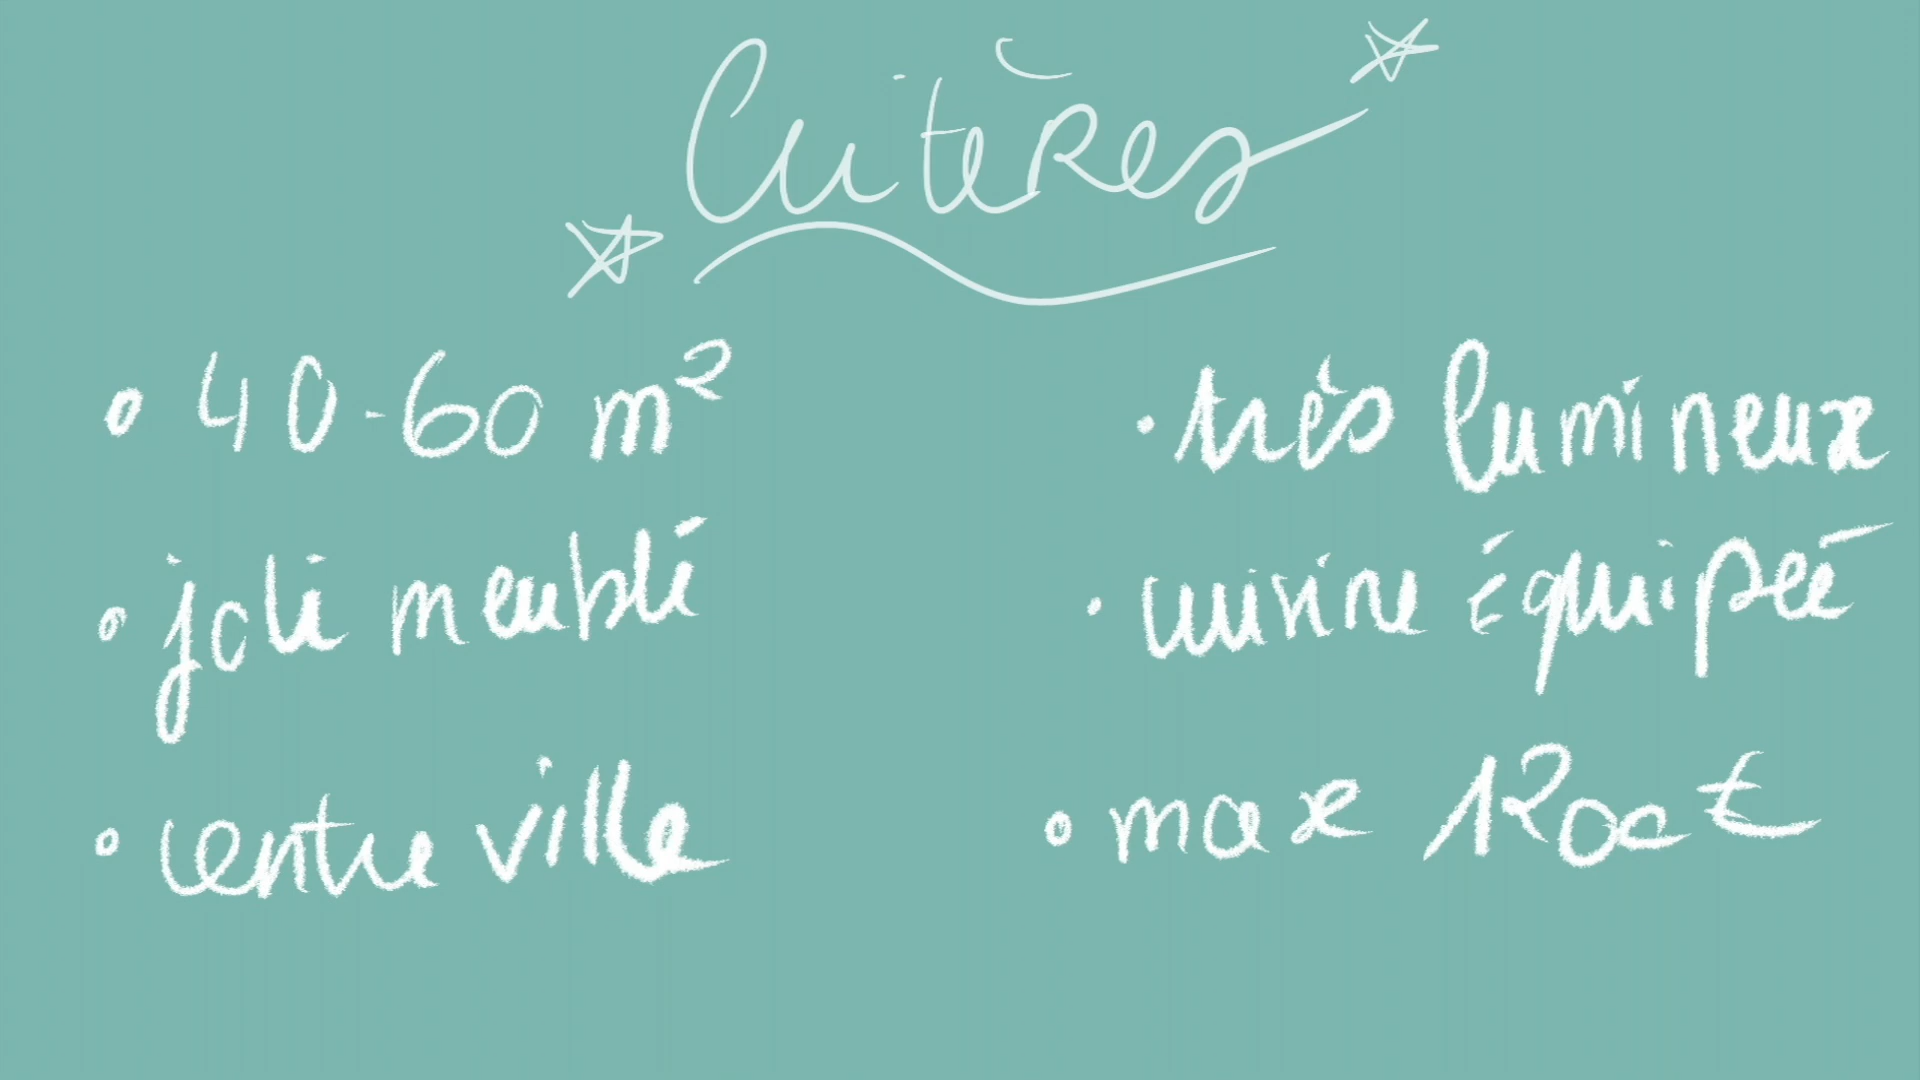 Critères
• 40-60 m²
• joli meublé
• centre ville
• très lumineux
• cuisine équipée
• max 1200€